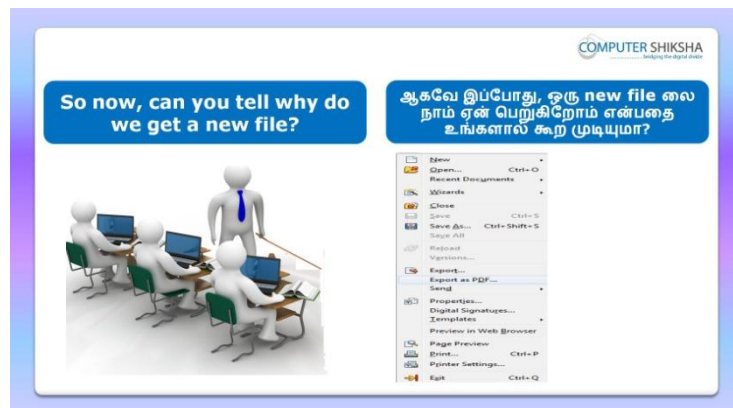 COMPUTER SHIKSHA
bridging the digital divide
So now, can you tell why do
we get a new file?
ஆகவே இப்போது, ஒரு new file லை
நாம் ஏன் பெறுகிறோம் என்பதை
உங்களால் கூற முடியுமா?
New
Open... Ctrl+O
Recent Documents
Wizards
Close
Save Ctrl+S
Save As... Ctrl+Shift+S
Save All
Reload
Versions...
Export...
Export as PDF...
Send
Properties...
Digital Signatures...
Templates
Preview in Web Browser
Page Preview
Print... Ctrl+P
Printer Settings...
Exit Ctrl+Q